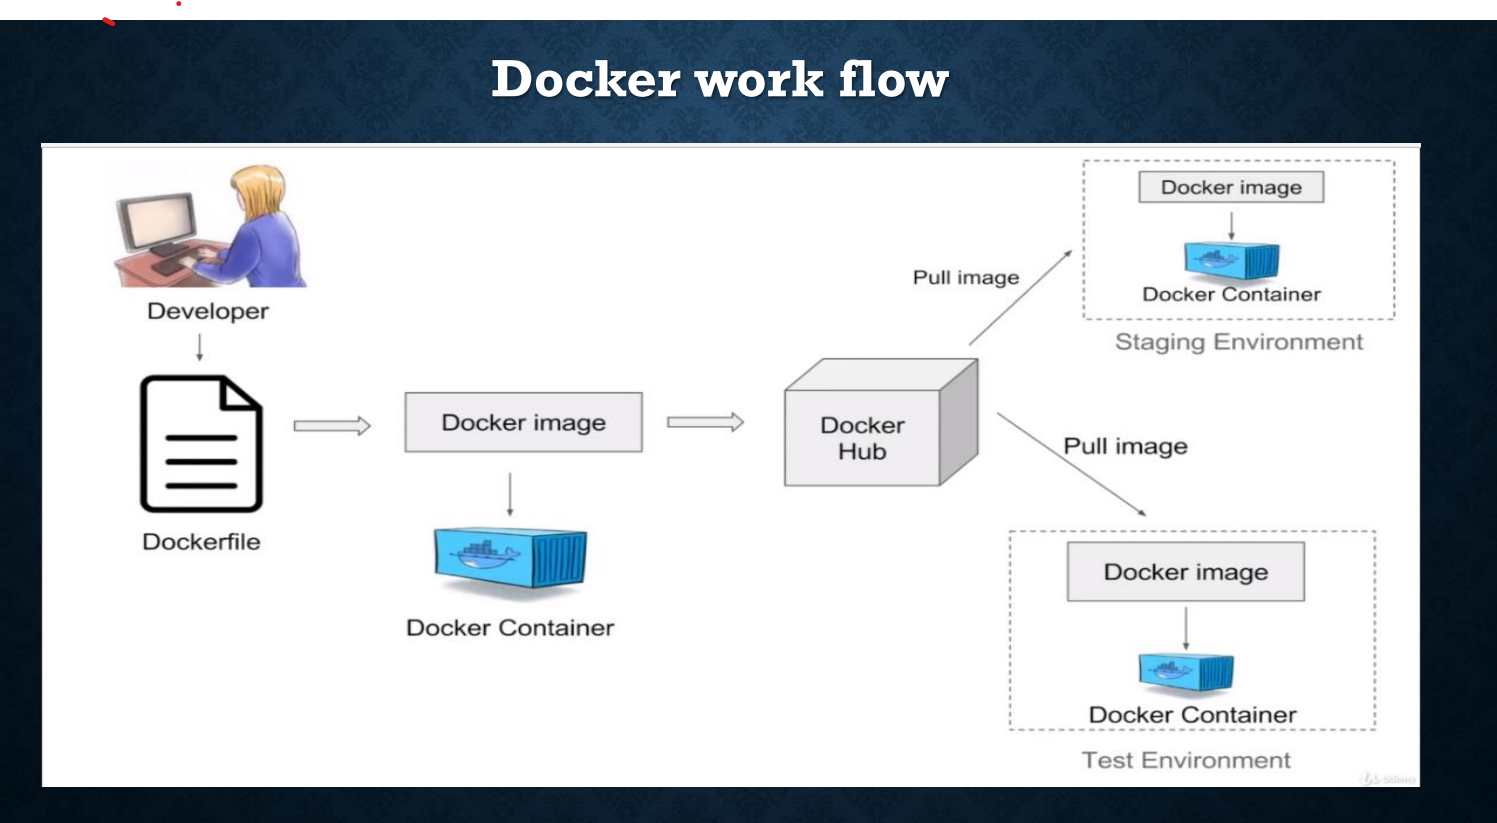 Docker work flow
Developer
Dockerfile
Docker image
Docker Container
Docker
Hub
Pull image
Docker image
Docker Container
Staging Environment
Pull image
Docker image
Docker Container
Test Environment
Udemy